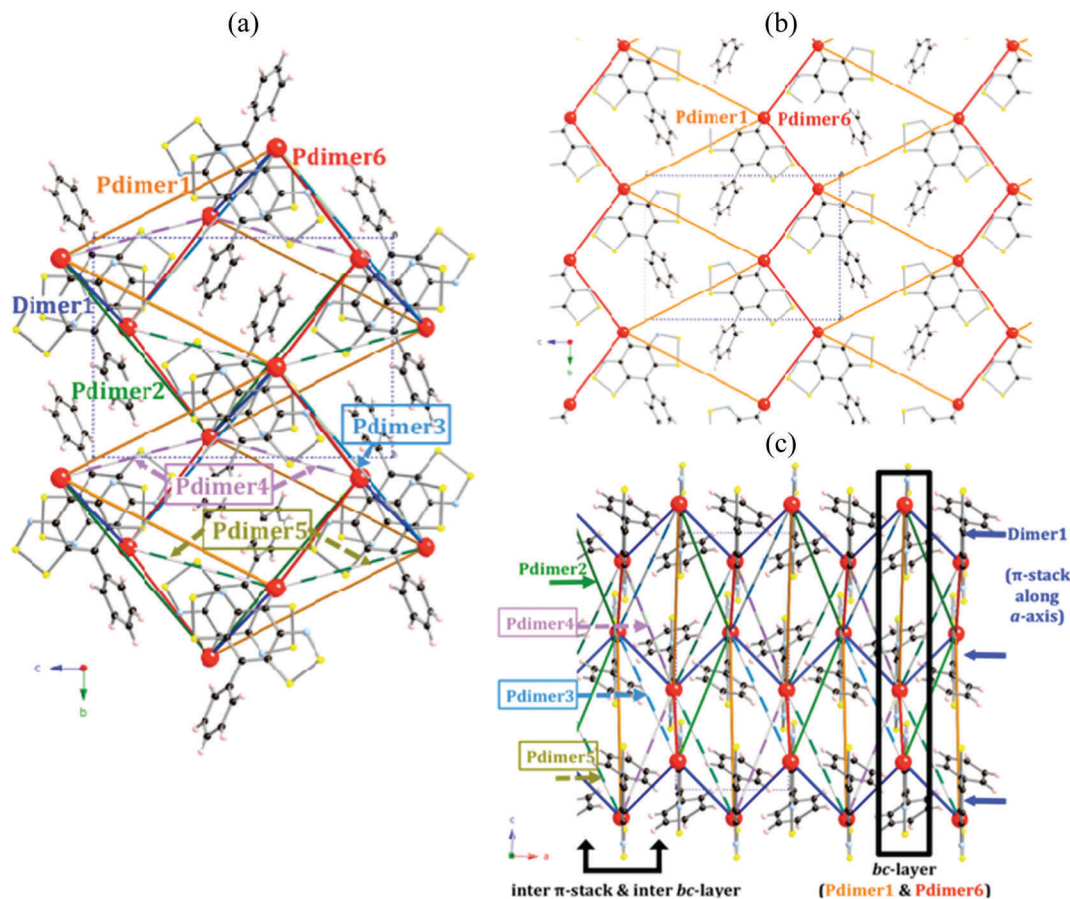 (a)
Pdimer6
Pdimer1
Dimer1
Pdimer2
Pdimer3
Pdimer4
Pdimer5
c
b
(b)
Pdimer1 Pdimer6
c
b
(c)
Dimer1
Pdimer2
(π-stack
along
a-axis)
Pdimer4
Pdimer3
Pdimer5
c
a
inter π-stack & inter bc-layer
bc-layer
(Pdimer1 & Pdimer6)